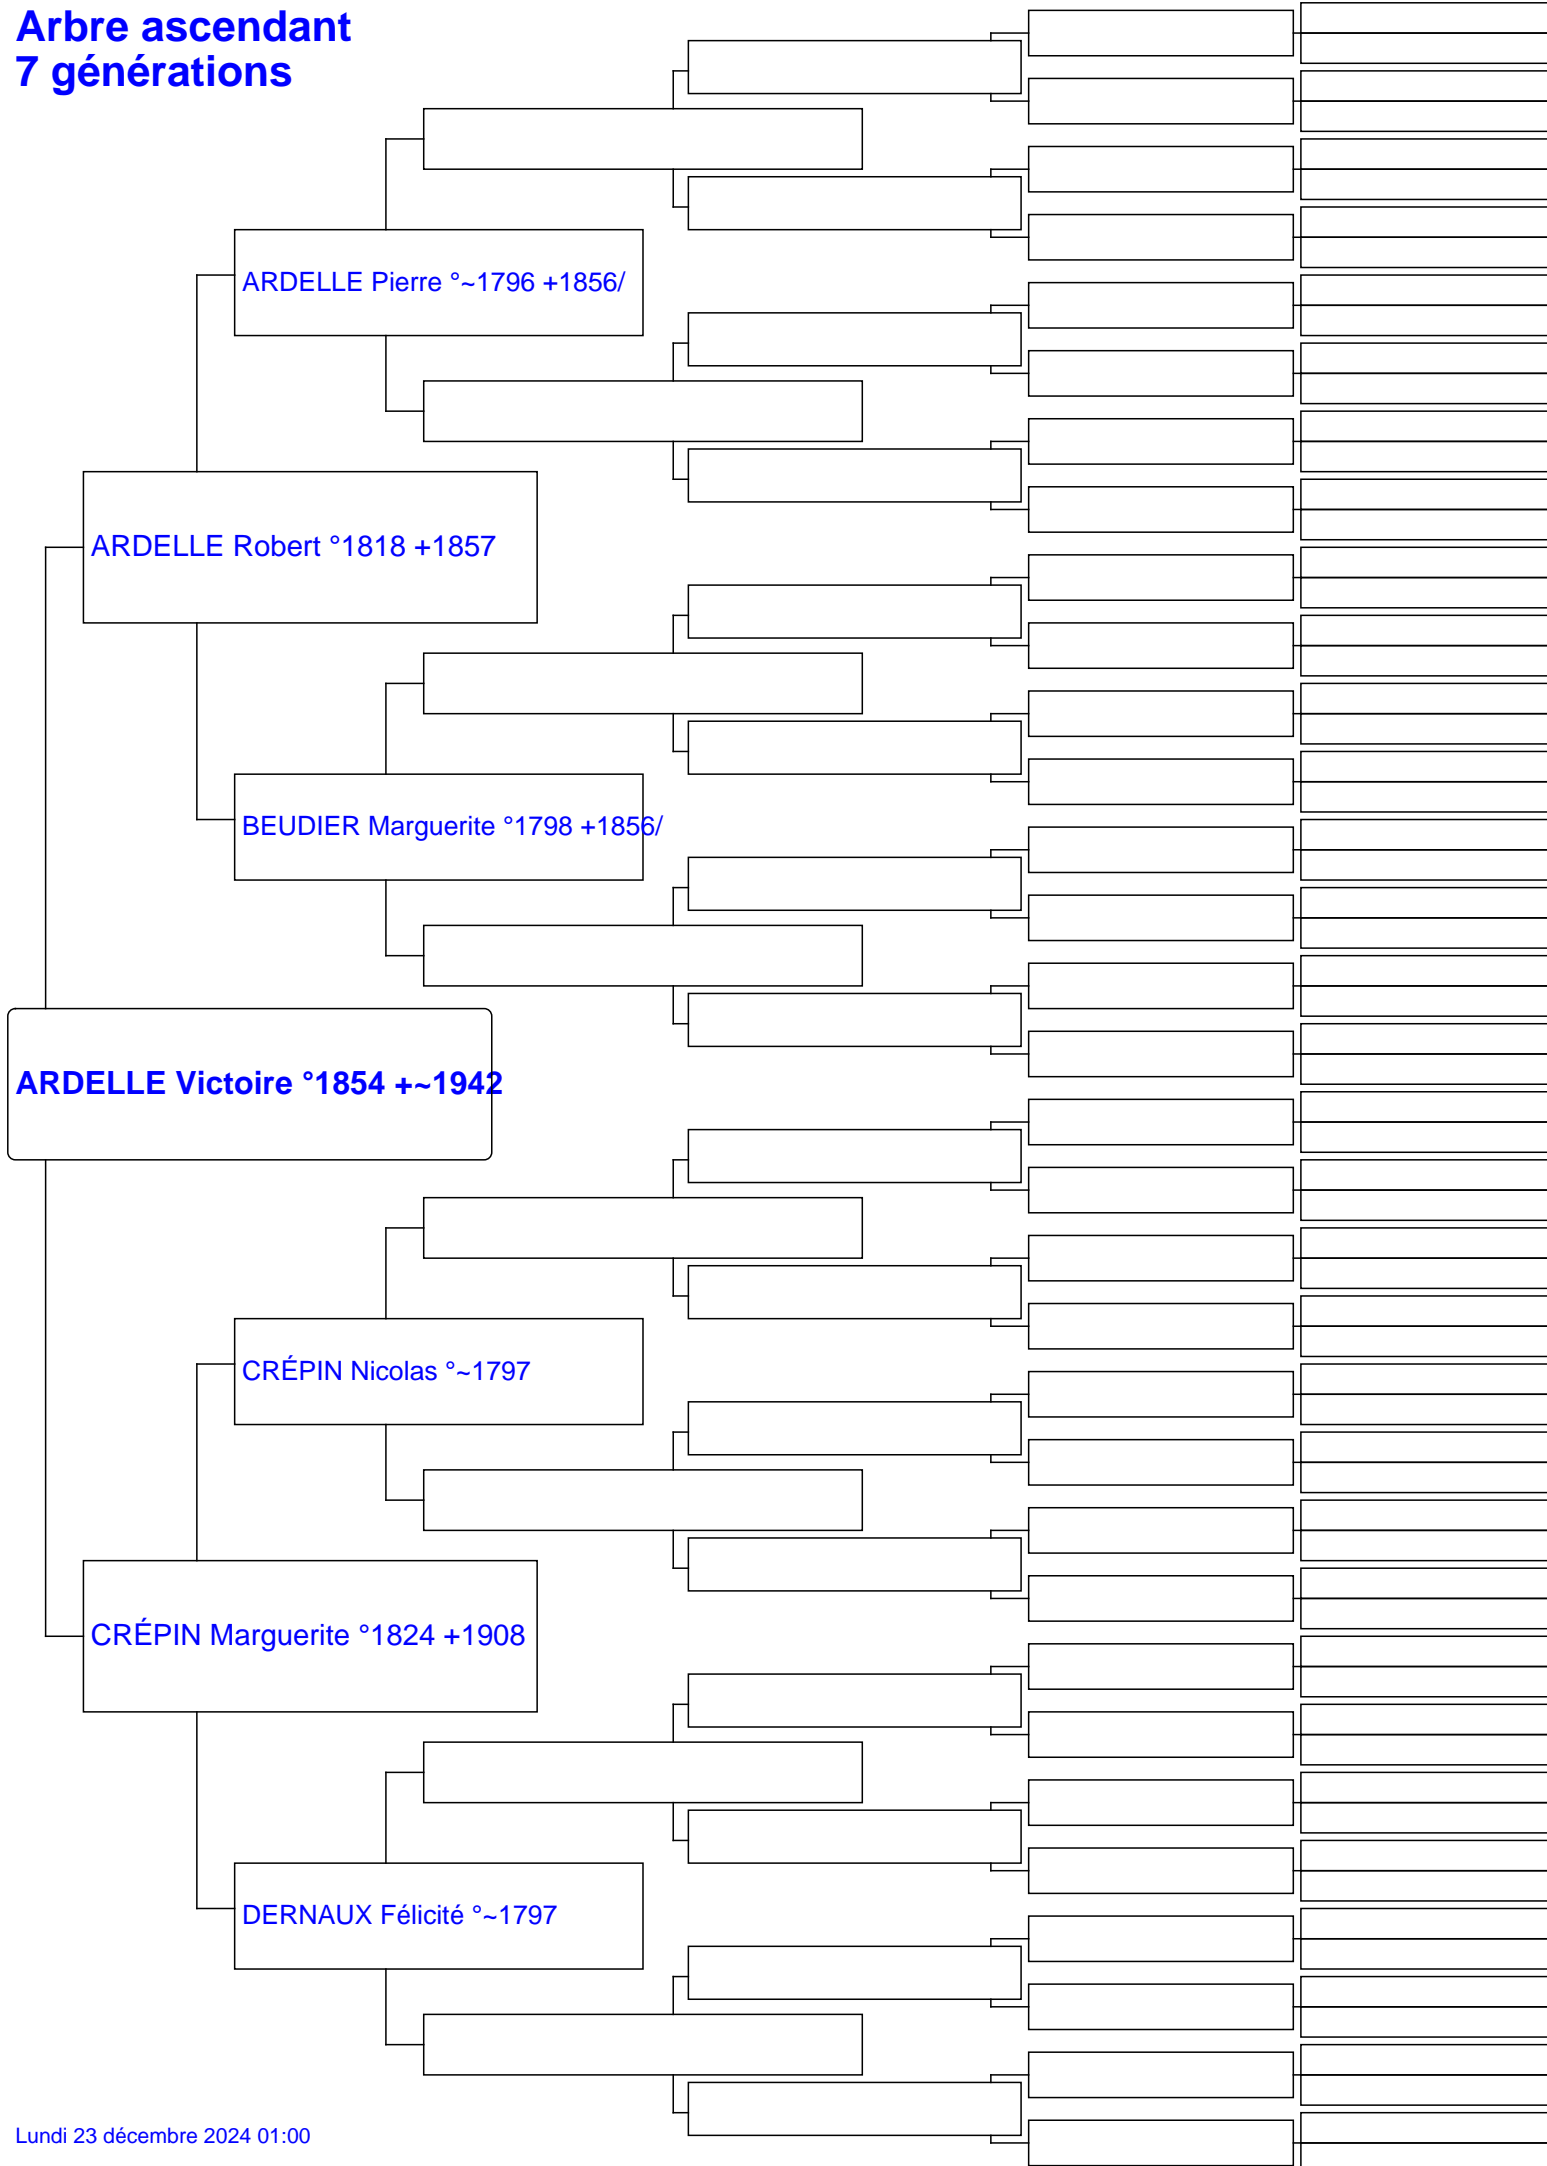 Arbre ascendant
7 générations
ARDELLE Pierre °~1796 +1856/
ARDELLE Robert °1818 +1857
BEUDIER Marguerite °1798 +1856/
ARDELLE Victoire °1854 +~1942
CRÉPIN Nicolas °~1797
CRÉPIN Marguerite °1824 +1908
DERNAUX Félicité °~1797
Lundi 23 décembre 2024 01:00